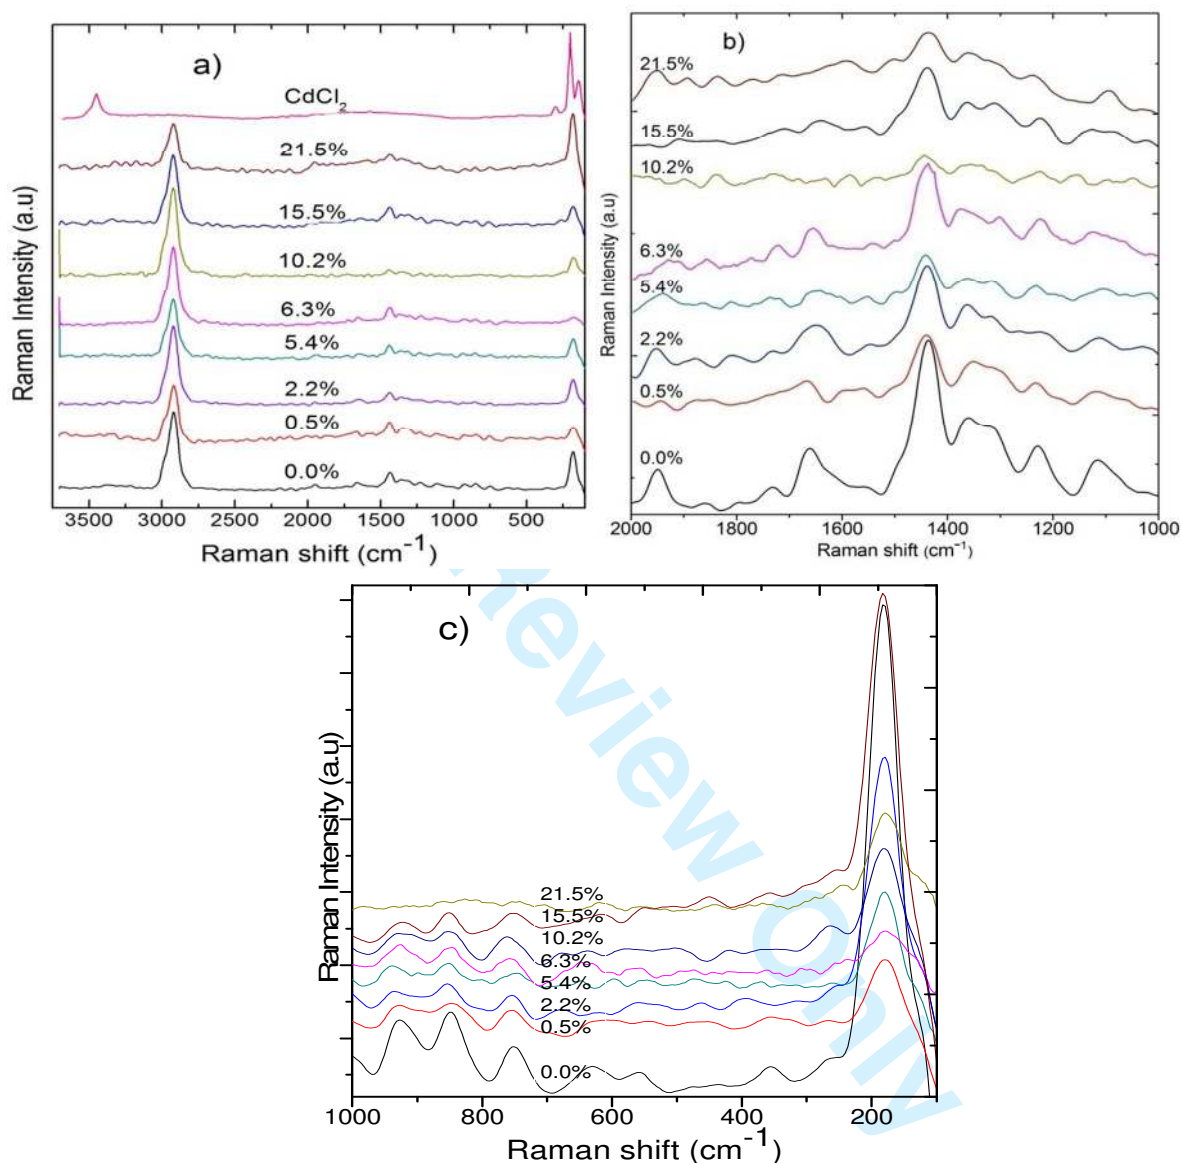 a)
CdCl2
21.5%
15.5%
10.2%
6.3%
5.4%
2.2%
0.5%
0.0%
Raman Intensity (a.u)
3500 3000 2500 2000 1500 1000 500
Raman shift (cm-1)
b)
21.5%
15.5%
10.2%
6.3%
5.4%
2.2%
0.5%
0.0%
Raman Intensity (a.u)
2000 1800 1600 1400 1200 1000
Raman shift (cm-1)
c)
21.5%
15.5%
10.2%
6.3%
5.4%
2.2%
0.5%
0.0%
Raman Intensity (a.u)
1000 800 600 400 200
Raman shift (cm-1)
Review Only